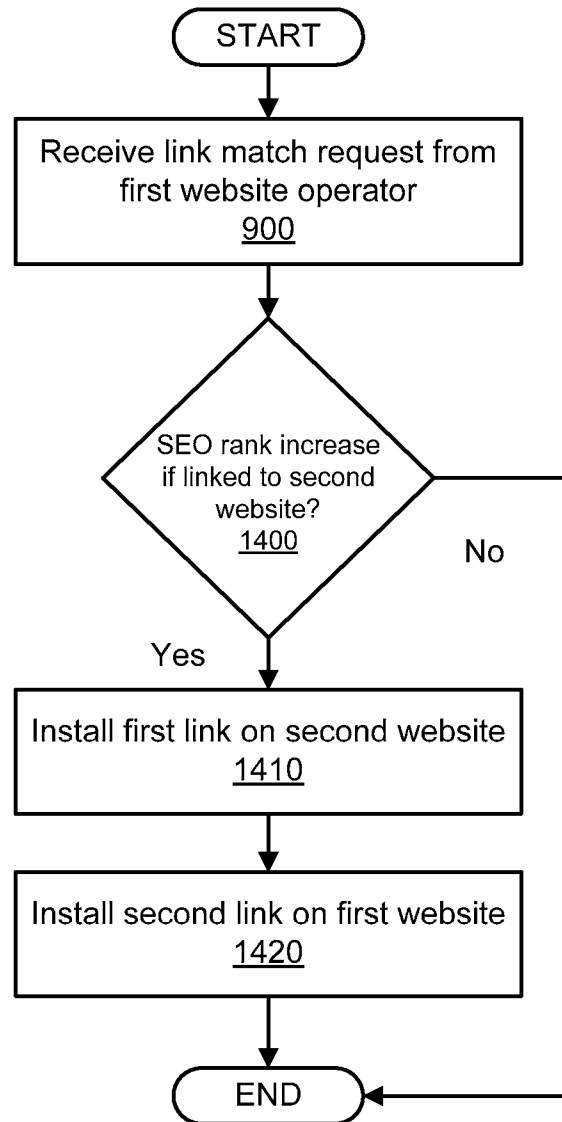 START
Receive link match request from
first website operator
900
SEO rank increase
if linked to second
website?
1400
No
Yes
Install first link on second website
1410
Install second link on first website
1420
END